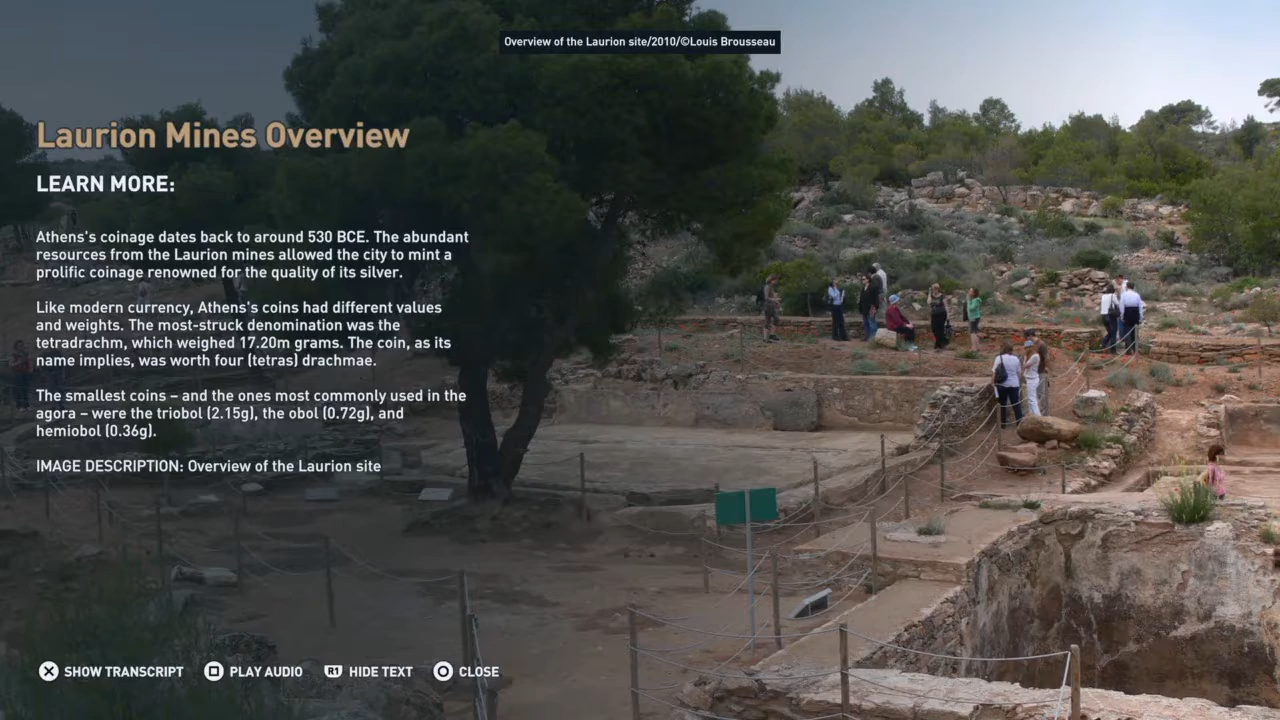 Overview of the Laurion site/2010/©Louis Brousseau
Laurion Mines Overview
LEARN MORE:
Athens's coinage dates back to around 530 BCE. The abundant
resources from the Laurion mines allowed the city to mint a
prolific coinage renowned for the quality of its silver.
Like modern currency, Athens's coins had different values
and weights. The most-struck denomination was the
tetradrachm, which weighed 17.20m grams. The coin, as its
name implies, was worth four (tetras) drachmae.
The smallest coins – and the ones most commonly used in the
agora – were the triobol (2.15g), the obol (0.72g), and
hemiobol (0.36g).
IMAGE DESCRIPTION: Overview of the Laurion site
SHOW TRANSCRIPT PLAY AUDIO R1 HIDE TEXT CLOSE